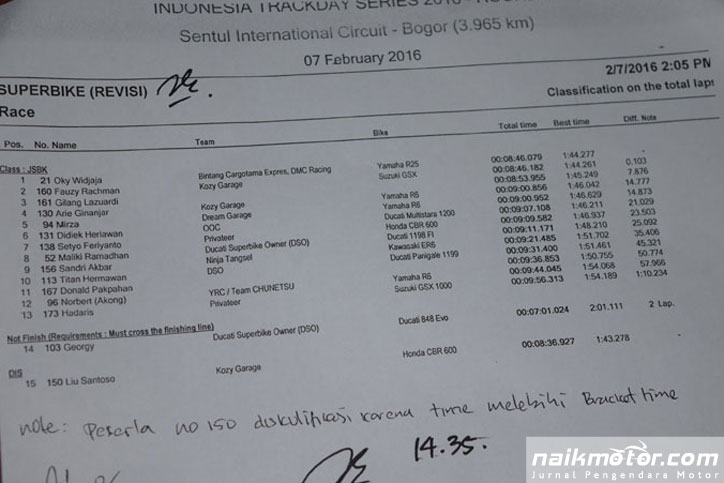 INDONESIA TRACKDAY SERIES 2016 -
Sentul International Circuit - Bogor (3.965 km)
07 February 2016
SUPERBIKE (REVISI)
2/7/2016 2:05 PM
Race
Classification on the total laps
Pos. No. Name Team Bike Total time Best time Diff. Note
Class : JSBK
1 21 Oky Widjaja Bintang Cargotama Expres, DMC Racing Yamaha R25 00:08:46.079 1:44.277
2 160 Fauzy Rachman Kozy Garage Suzuki GSX 00:08:46.182 1:44.261 0.103
3 161 Gilang Lazuardi Kozy Garage 00:08:53.955 1:45.249 7.876
4 130 Arie Ginanjar Dream Garage Yamaha R6 00:09:00.856 1:46.042 14.777
5 94 Mirza OOC Yamaha R6 00:09:00.952 1:46.629 14.873
6 131 Didiek Heriawan Privateer Ducati Multistara 1200 00:09:07.108 1:46.211 21.029
7 138 Setyo Feriyanto Ducati Superbike Owner (DSO) Honda CBR 600 00:09:09.582 1:46.937 23.503
8 52 Maliki Ramadhan Ninja Tangsel Ducati 1198 FI 00:09:11.171 1:48.210 25.092
9 156 Sandri Akbar DSO Kawasaki ER6 00:09:21.485 1:51.702 35.406
10 113 Titan Hermawan Ducati Panigale 1199 00:09:31.400 1:51.461 45.321
11 167 Donald Pakpahan YRC / Team CHUNETSU 00:09:36.853 1:50.755 50.774
12 96 Norbert (Akong) Privateer Yamaha R6 00:09:44.045 1:54.068 57.966
13 173 Hadaris Suzuki GSX 1000 00:09:56.313 1:54.189 1:10.234
Not Finish (Requirements : Must cross the finishing line)
14 103 Georgy Ducati Superbike Owner (DSO) Ducati 848 Evo 00:07:01.024 2:01.111 2 Lap.
DIS
15 150 Liu Santoso Kozy Garage Honda CBR 600 00:08:36.927 1:43.278
note: Peserta no 150 diskulifikasi karena time melebihi Bracket time
14.35.
naikmotor.com
Jurnal Pengendara Motor